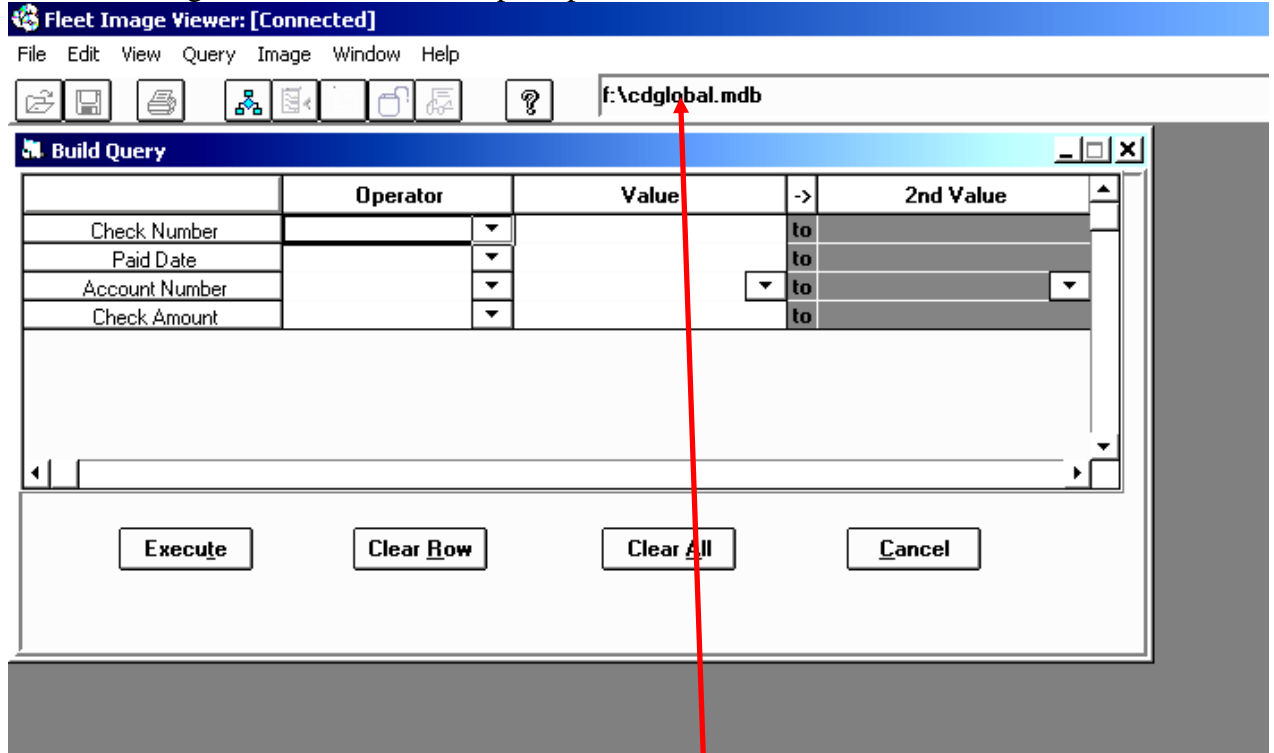 Fleet Image Viewer: [Connected]
File Edit View Query Image Window Help
f:\cdglobal.mdb
Build Query
Operator Value -> 2nd Value
Check Number to
Paid Date to
Account Number to
Check Amount to
Execute Clear Row Clear All Cancel